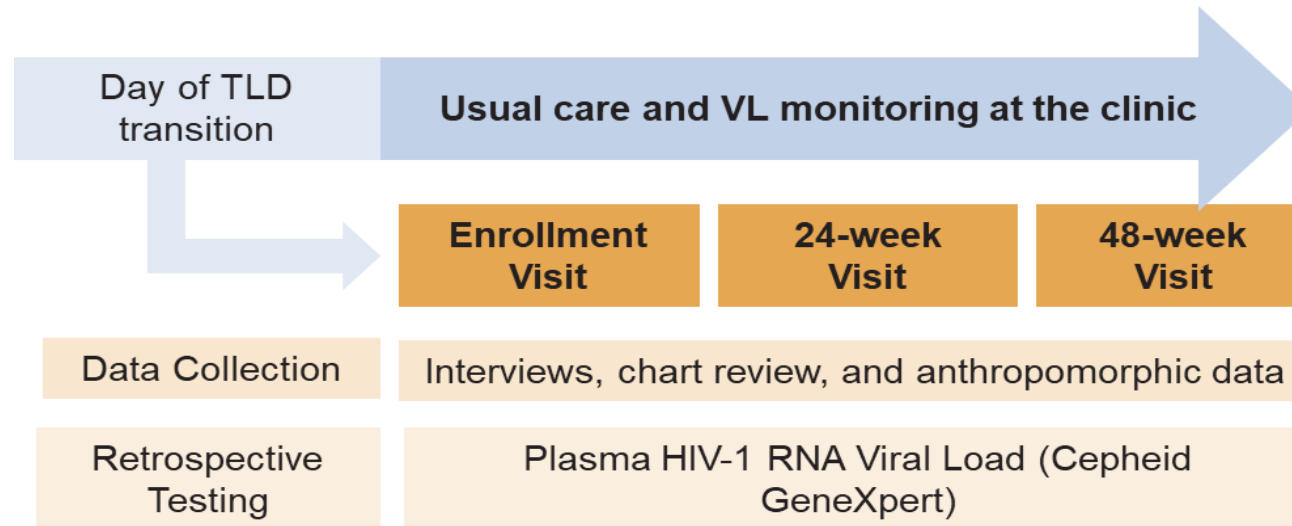 Day of TLD
transition
Usual care and VL monitoring at the clinic
Enrollment
Visit
24-week
Visit
48-week
Visit
Data Collection
Interviews, chart review, and anthropomorphic data
Retrospective
Testing
Plasma HIV-1 RNA Viral Load (Cepheid
GeneXpert)